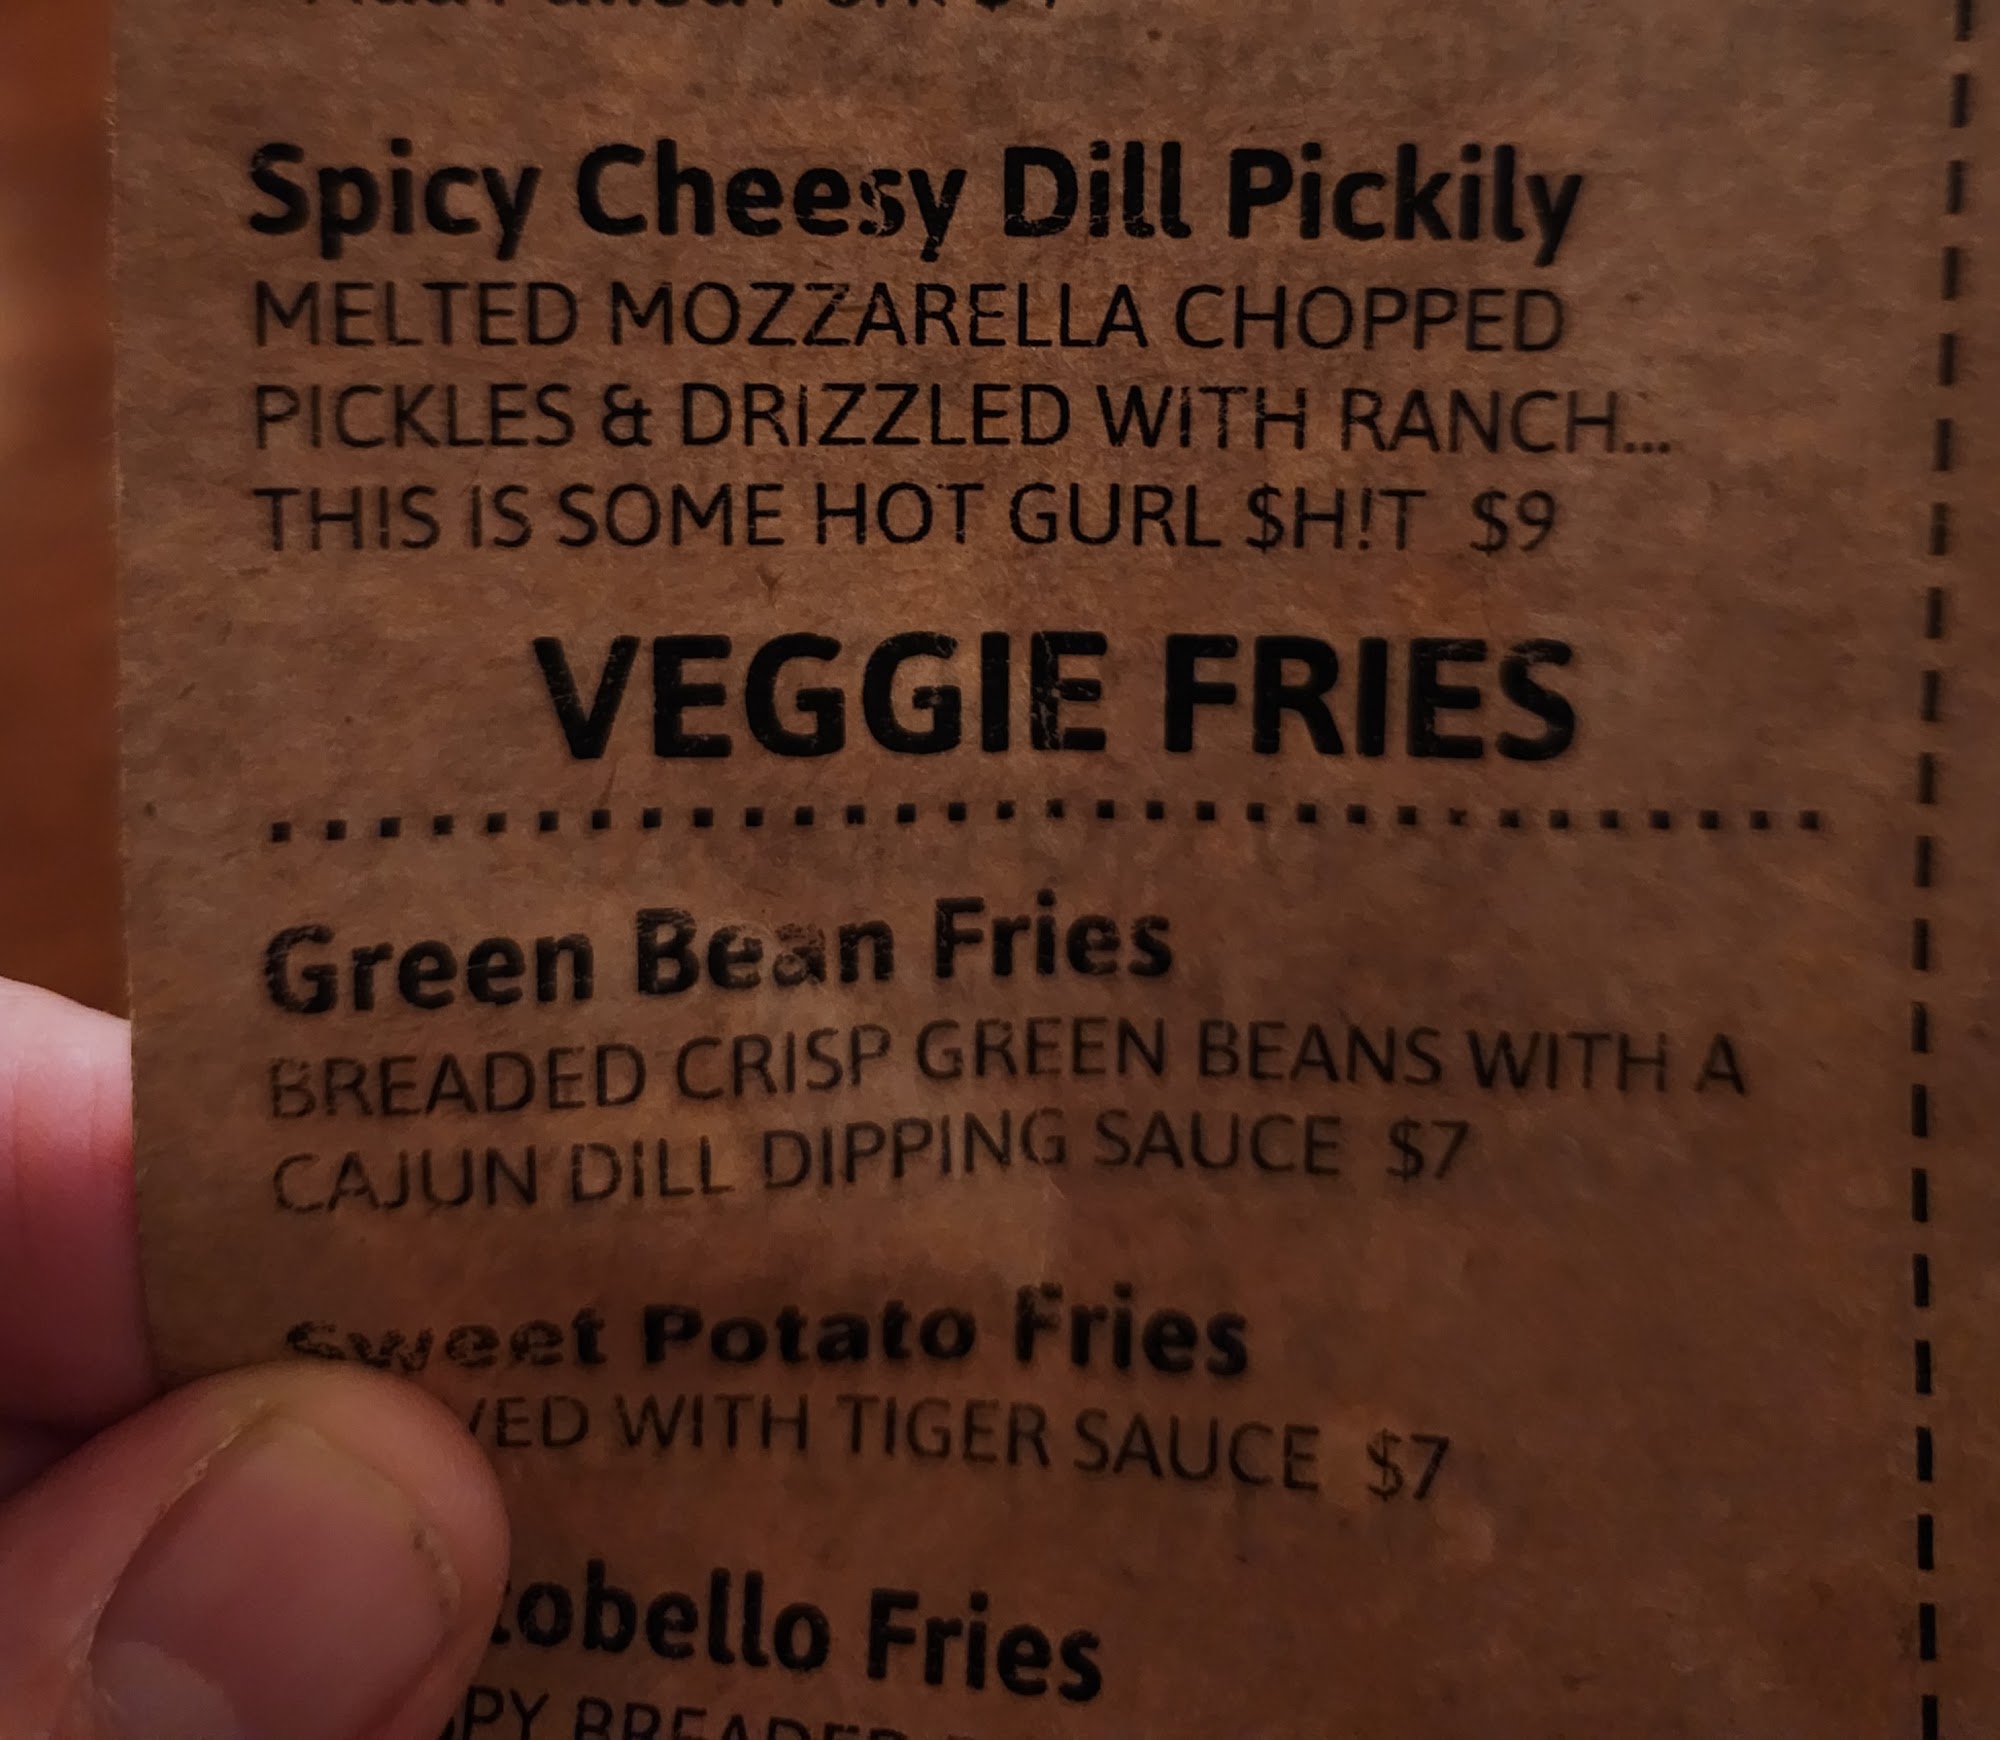 Spicy Cheesy Dill Pickily
MELTED MOZZARELLA CHOPPED
PICKLES & DRIZZLED WITH RANCH...
THIS IS SOME HOT GURL $H!T $9
VEGGIE FRIES
Green Bean Fries
BREADED CRISP GREEN BEANS WITH A
CAJUN DILL DIPPING SAUCE $7
Sweet Potato Fries
WITH TIGER SAUCE $7
Fries